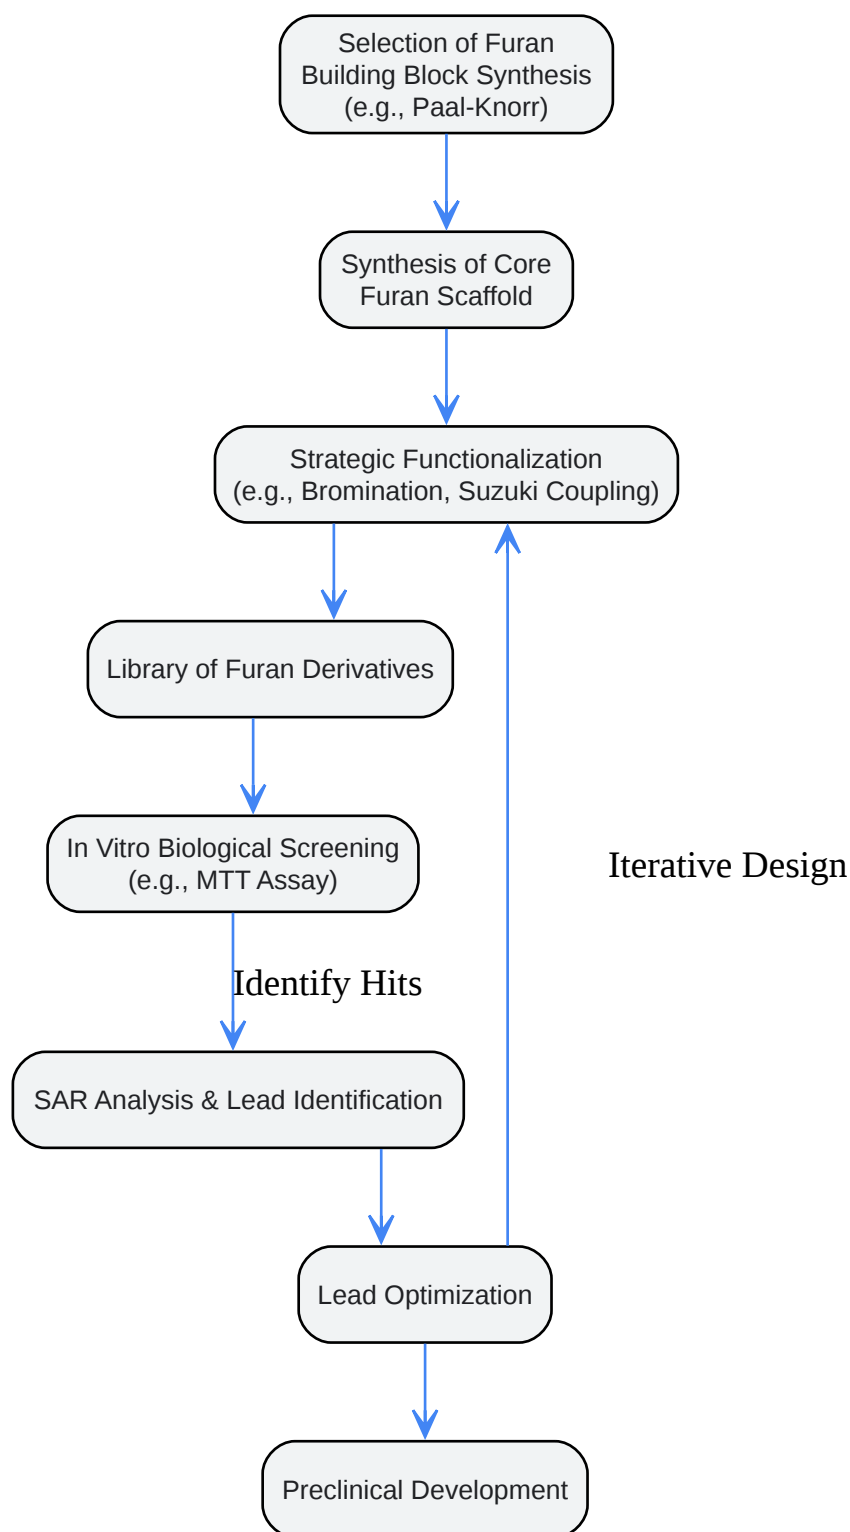 Selection of Furan
Building Block Synthesis
(e.g., Paal-Knorr)
Synthesis of Core
Furan Scaffold
Strategic Functionalization
(e.g., Bromination, Suzuki Coupling)
Library of Furan Derivatives
In Vitro Biological Screening
(e.g., MTT Assay)
Iterative Design
Identify Hits
SAR Analysis & Lead Identification
Lead Optimization
Preclinical Development